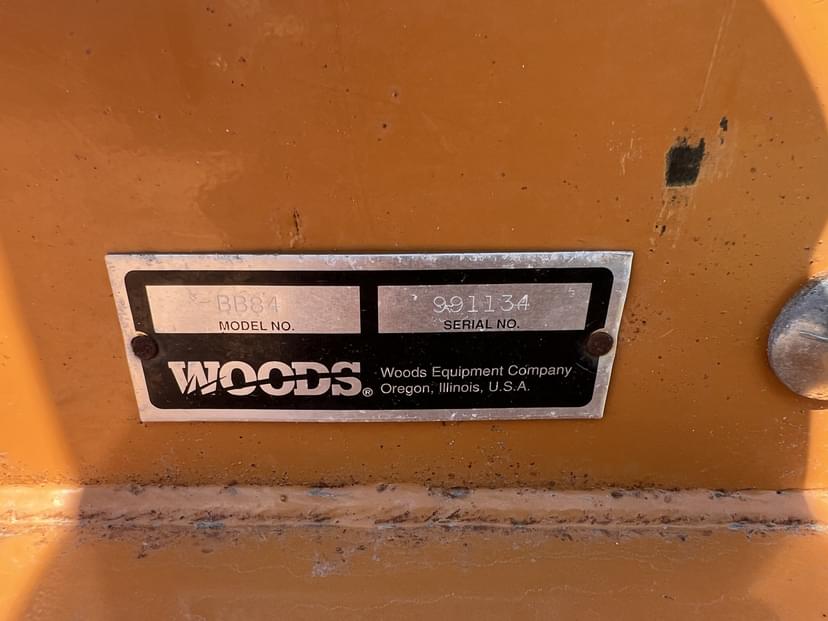 BB84 991134
MODEL NO. SERIAL NO.
WOODS® Woods Equipment Company
Oregon, Illinois, U.S.A.